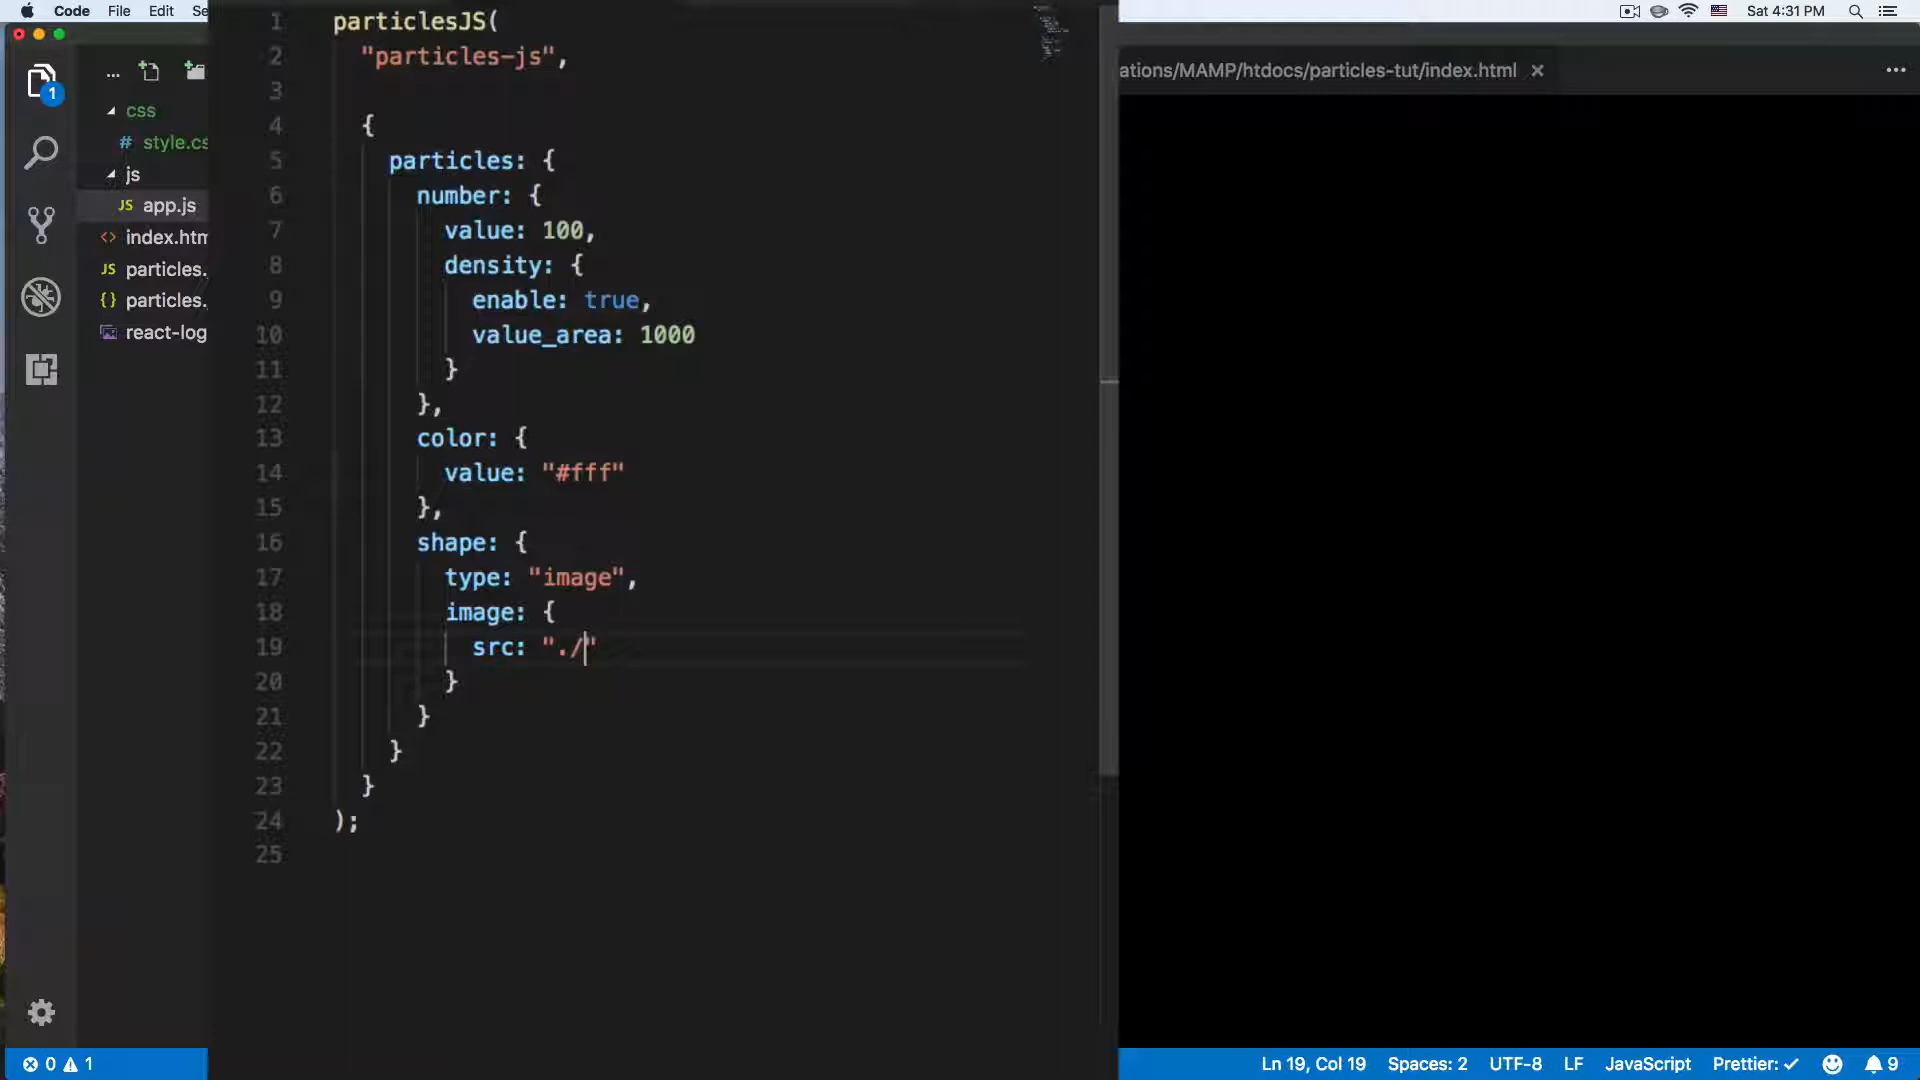 Code File Edit Se
Sat 4:31 PM
1 particlesJS(
2 "particles-js",
3
4 {
5 particles: {
6 number: {
7 value: 100,
8 density: {
9 enable: true,
10 value_area: 1000
11 }
12 },
13 color: {
14 value: "#fff"
15 },
16 shape: {
17 type: "image",
18 image: {
19 src: "./"
20 }
21 }
22 }
23 }
24 );
25
1
...
css
# style.cs
js
JS app.js
<> index.htm
JS particles.
{} particles.
react-log
ations/MAMP/htdocs/particles-tut/index.html ×
...
0 1
Ln 19, Col 19 Spaces: 2 UTF-8 LF JavaScript Prettier: ✓ 9